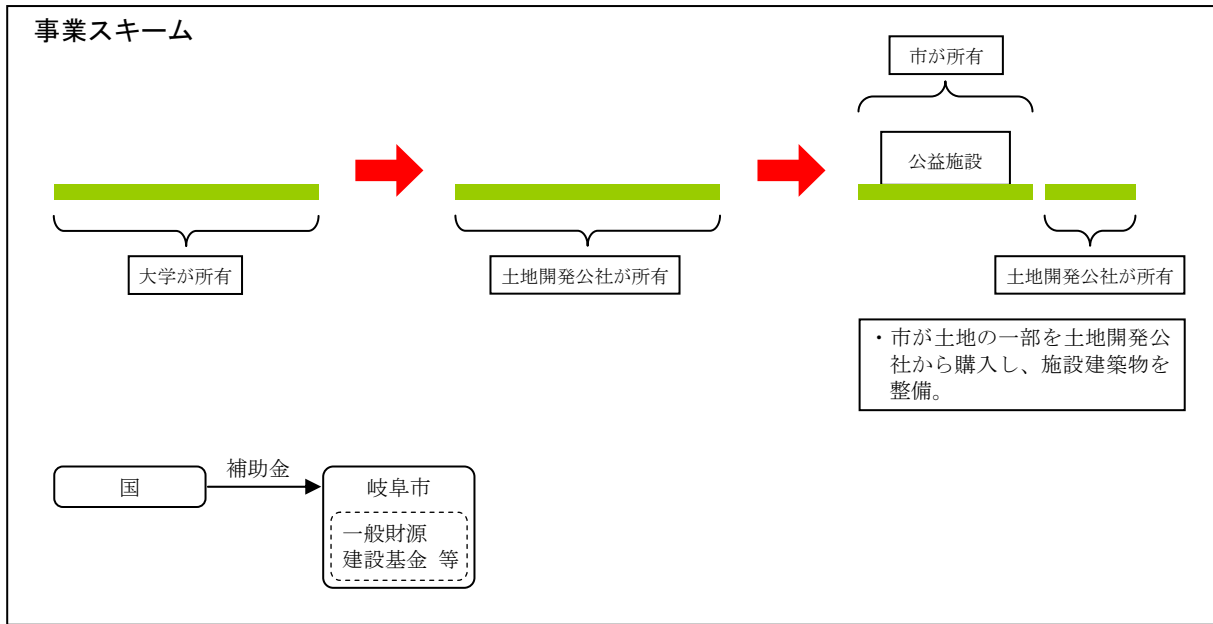 事業スキーム
市が所有
公益施設
大学が所有
土地開発公社が所有
土地開発公社が所有
・市が土地の一部を土地開発公
社から購入し、施設建築物を
整備。
国
補助金
岐阜市
一般財源
建設基金 等